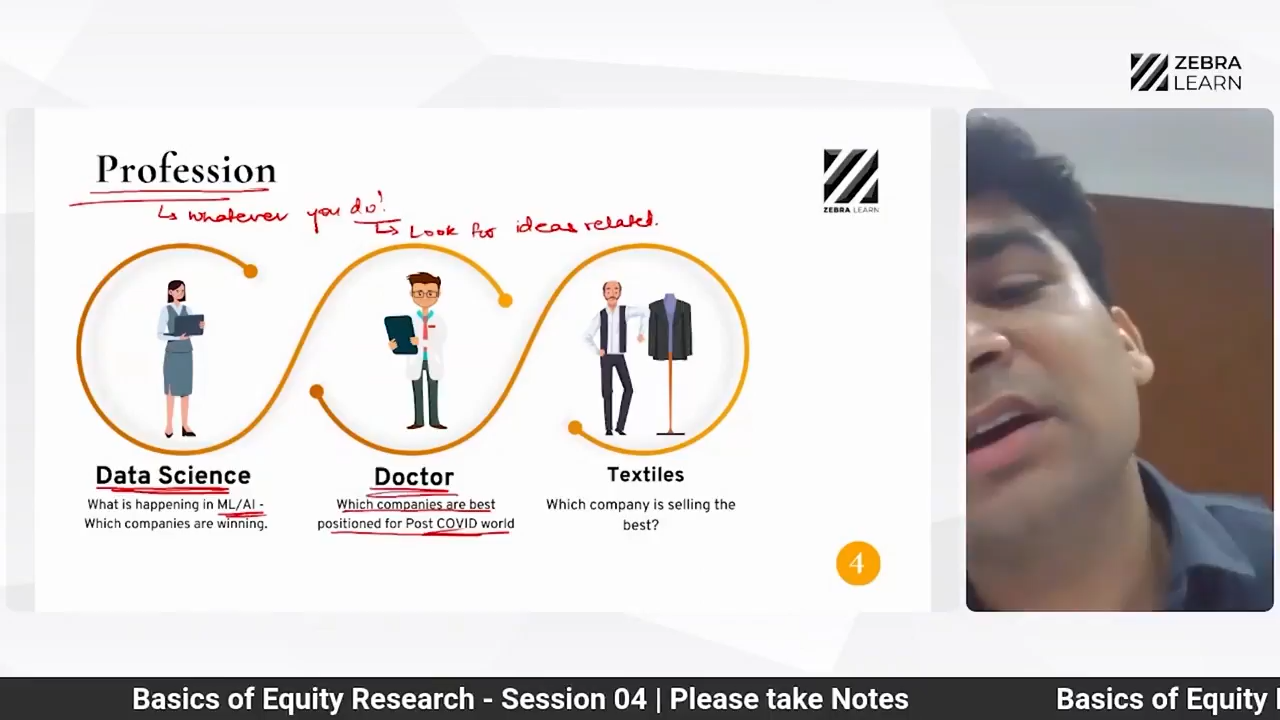 ZEBRA
LEARN
Profession
ZEBRA LEARN
↳ whatever you do!
↳ Look for ideas related.
Data Science
What is happening in ML/AI -
Which companies are winning.
Doctor
Which companies are best
positioned for Post COVID world
Textiles
Which company is selling the
best?
4
Basics of Equity Research - Session 04 | Please take Notes
Basics of Equity